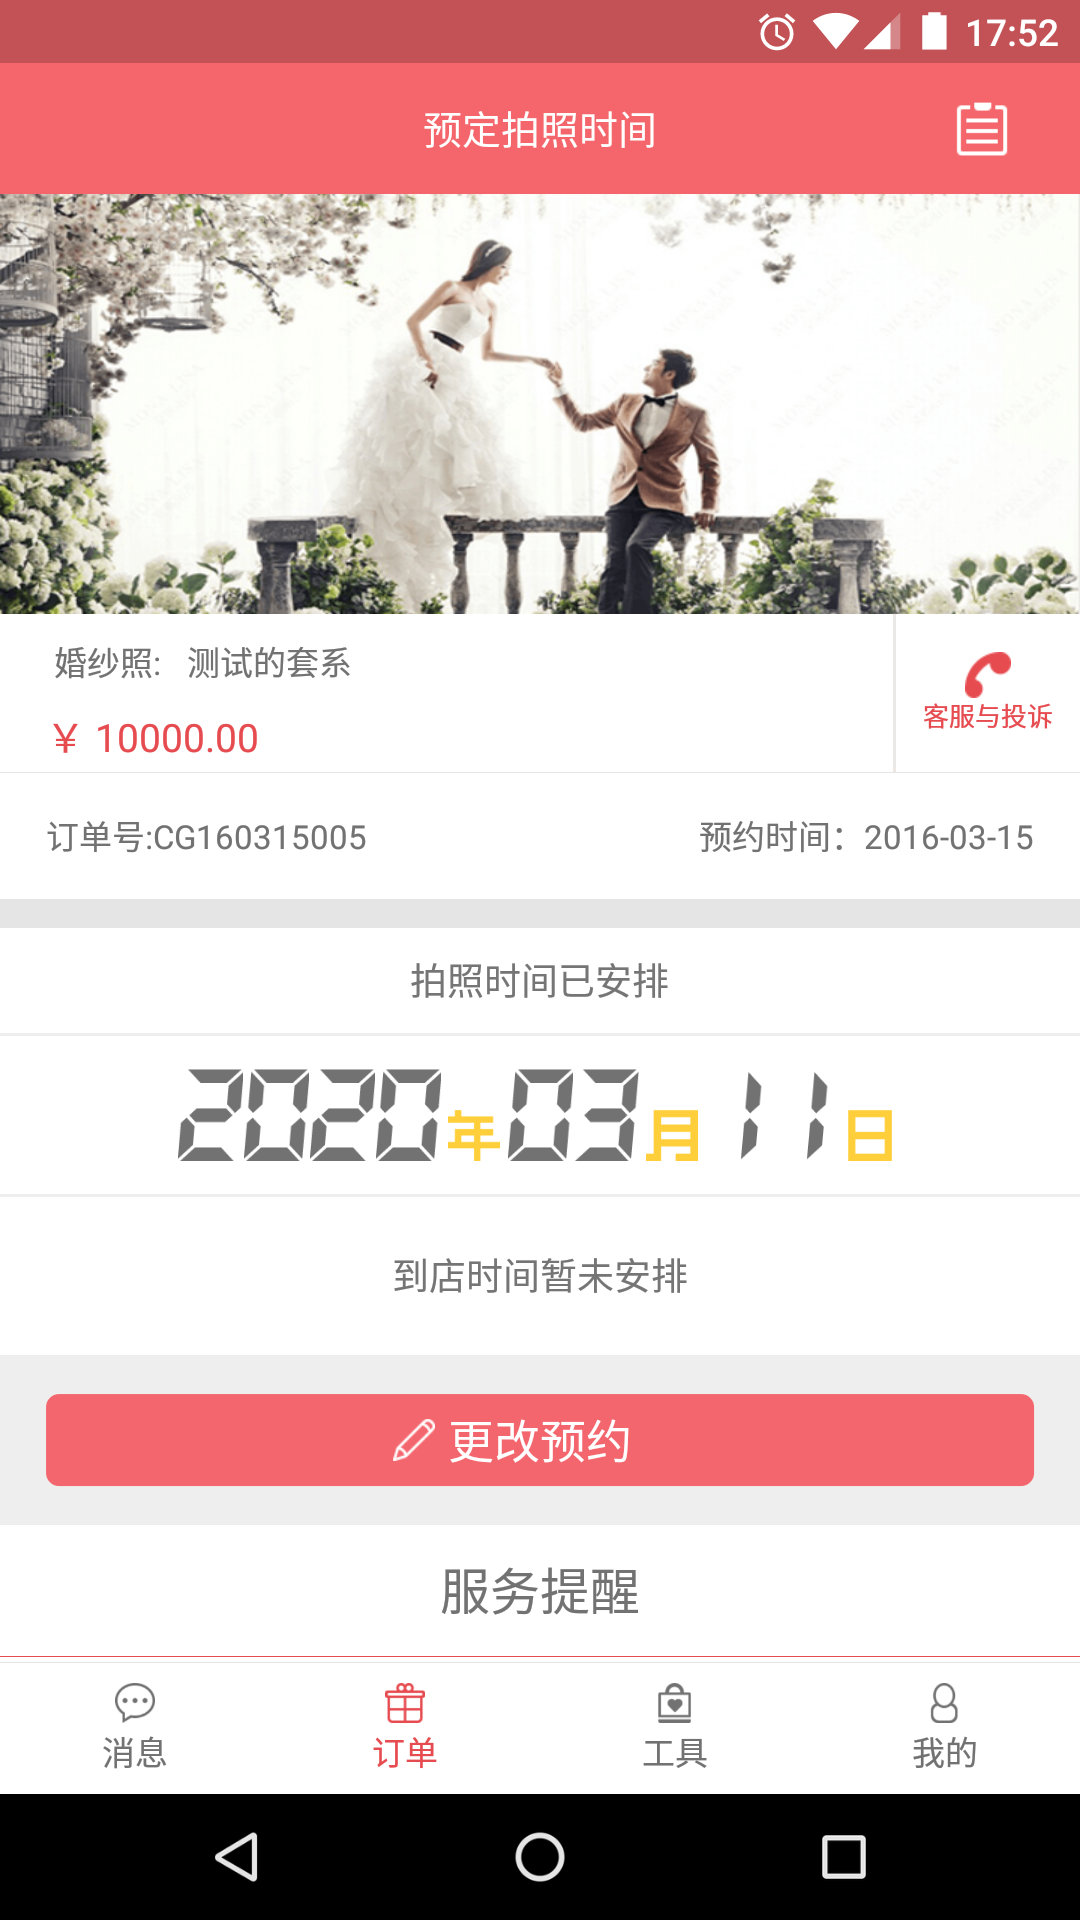 17:52
预定拍照时间
婚纱照: 测试的套系
¥ 10000.00
客服与投诉
订单号:CG160315005
预约时间：2016-03-15
拍照时间已安排
2020年03月11日
到店时间暂未安排
更改预约
服务提醒
消息
订单
工具
我的